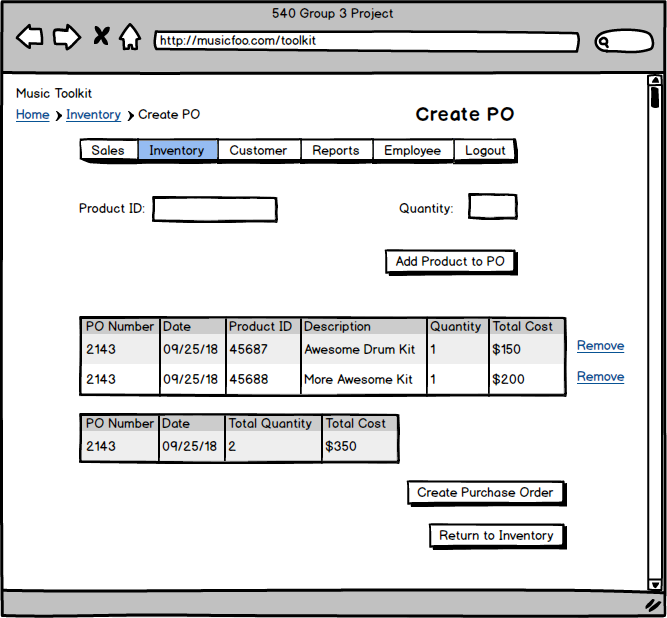 540 Group 3 Project
http://musicfoo.com/toolkit
Music Toolkit
Home Inventory Create PO
Create PO
Sales Inventory Customer Reports Employee Logout
Product ID: Quantity:
Add Product to PO
PO Number Date Product ID Description Quantity Total Cost
2143 09/25/18 45687 Awesome Drum Kit 1 $150 Remove
2143 09/25/18 45688 More Awesome Kit 1 $200 Remove
PO Number Date Total Quantity Total Cost
2143 09/25/18 2 $350
Create Purchase Order
Return to Inventory